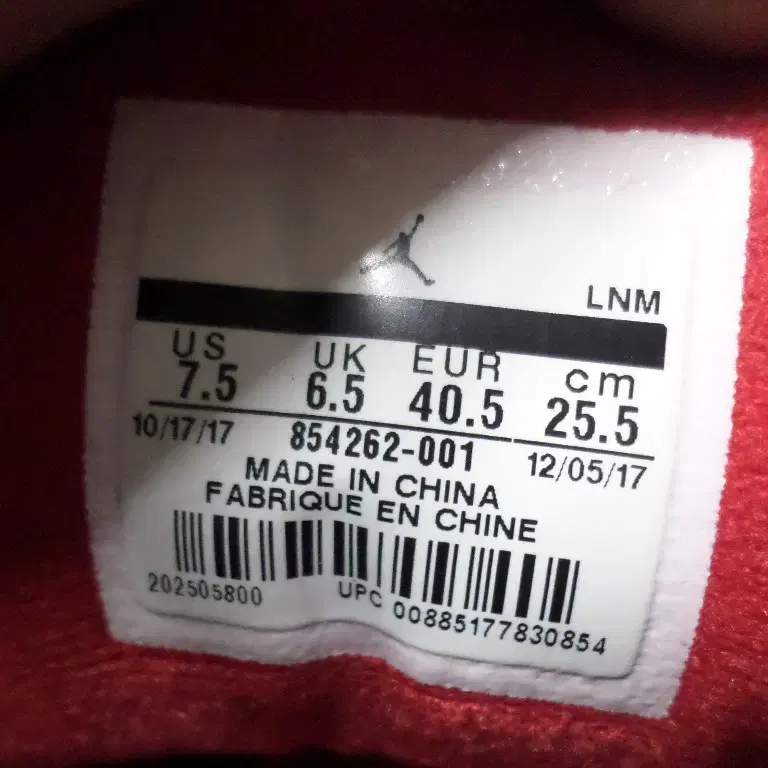 LNM
US UK EUR cm
7.5 6.5 40.5 25.5
10/17/17 854262-001 12/05/17
MADE IN CHINA
FABRIQUE EN CHINE
202505800 UPC 00885177830854